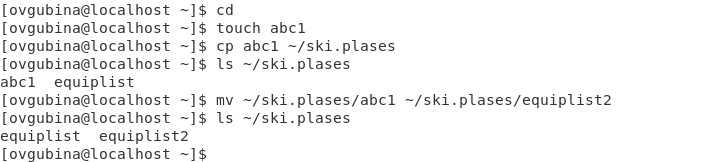 [ovgubina@localhost ~]$ cd
[ovgubina@localhost ~]$ touch abc1
[ovgubina@localhost ~]$ cp abc1 ~/ski.plases
[ovgubina@localhost ~]$ ls ~/ski.plases
abc1  equiplist
[ovgubina@localhost ~]$ mv ~/ski.plases/abc1 ~/ski.plases/equiplist2
[ovgubina@localhost ~]$ ls ~/ski.plases
equiplist  equiplist2
[ovgubina@localhost ~]$